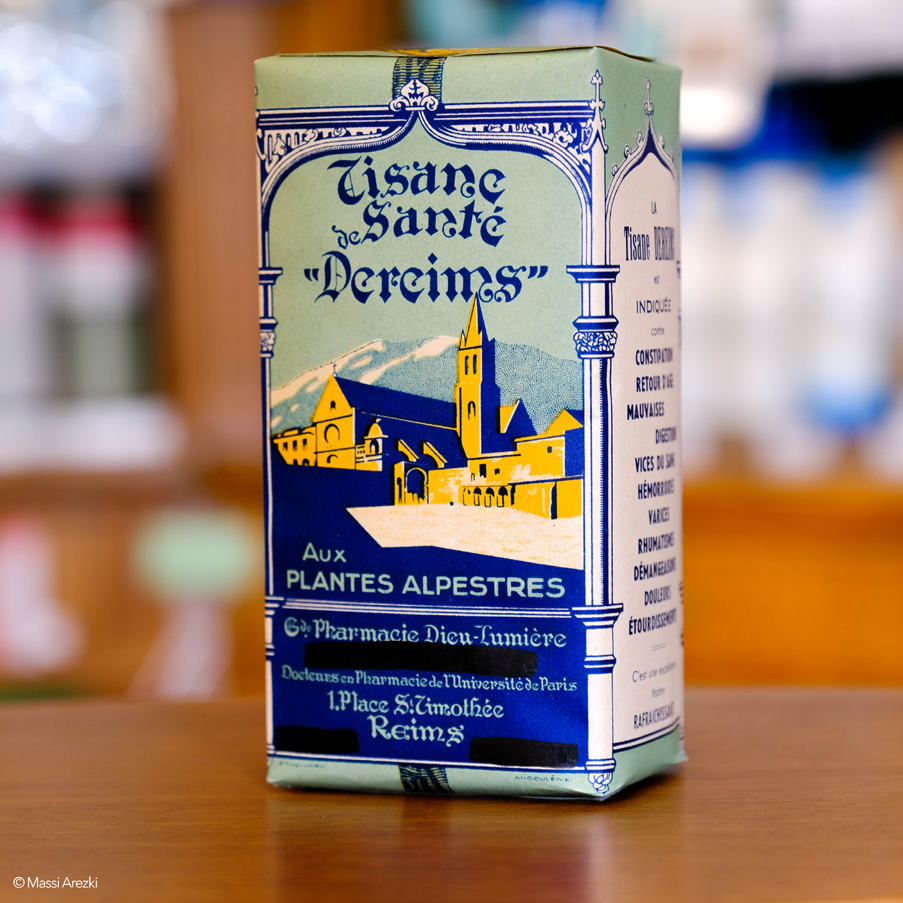 Tisane
de Santé
"Dereims"
Aux
PLANTES ALPESTRES
Gde Pharmacie Dieu-Lumière
Docteurs en Pharmacie de l'Université de Paris
1, Place St Timothée
Reims
ANGOULÊME
LA
Tisane DEREIMS
est
INDIQUÉE
contre
CONSTIPATION
RETOUR D'AGE
MAUVAISES
DIGESTIONS
VICES DU SANG
HÉMORROÏDES
VARICES
RHUMATISMES
DÉMANGEAISONS
DOULEURS
ÉTOURDISSEMENTS
C'est une excellente
tisane
RAFRAICHISSANTE
© Massi Arezki